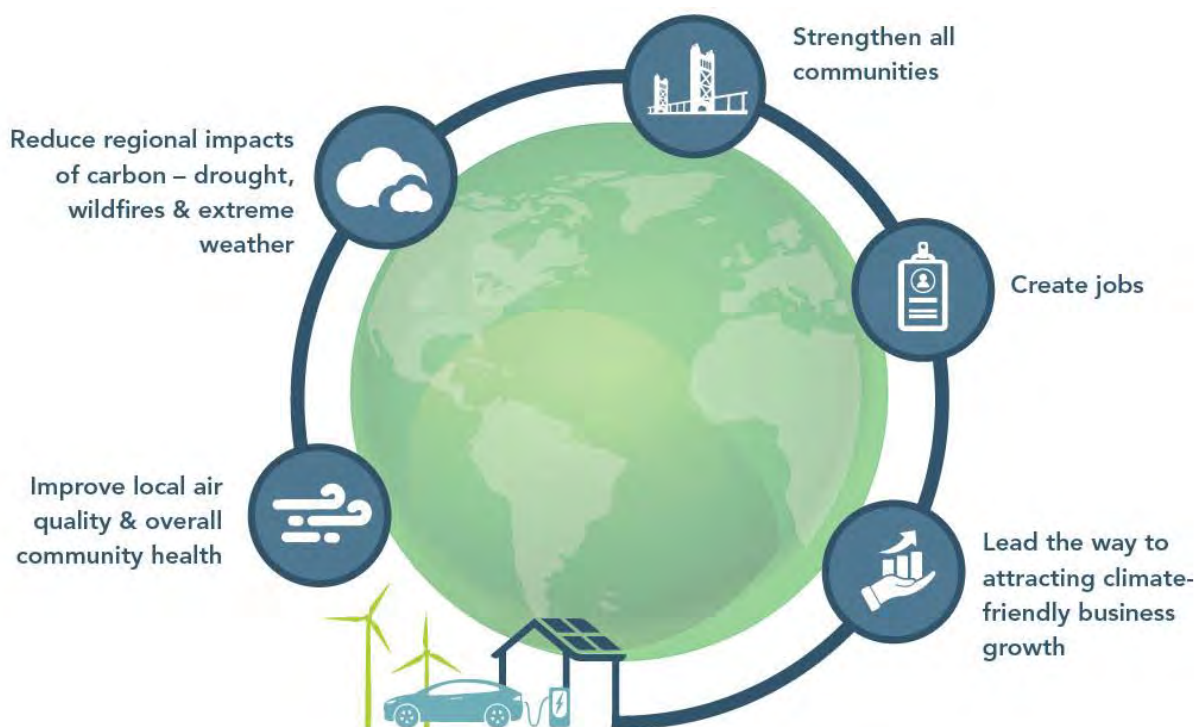 Strengthen all
communities
Reduce regional impacts
of carbon – drought,
wildfires & extreme
weather
Create jobs
Improve local air
quality & overall
community health
Lead the way to
attracting climate-
friendly business
growth